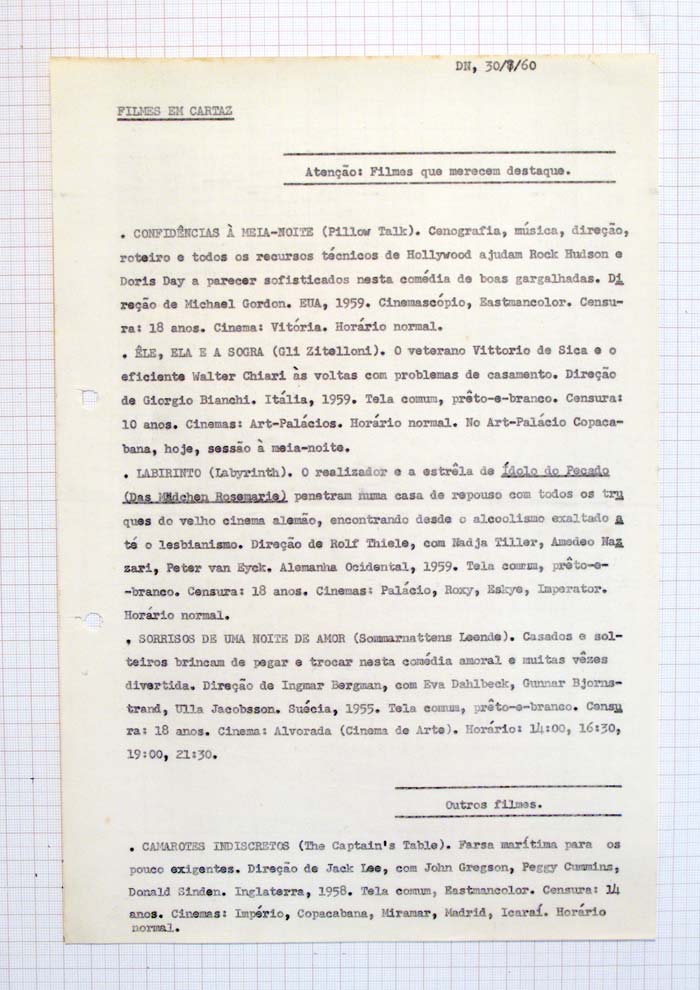 DN, 30/7/60
FILMES EM CARTAZ
Atenção: Filmes que merecem destaque.
. CONFIDÊNCIAS À MEIA-NOITE (Pillow Talk). Cenografia, música, direção,
roteiro e todos os recursos técnicos de Hollywood ajudam Rock Hudson e
Doris Day a parecer sofisticados nesta comédia de boas gargalhadas. Di
reção de Michael Gordon. EUA, 1959. Cinemascópio, Eastmancolor. Censu-
ra: 18 anos. Cinema: Vitória. Horário normal.
. ÊLE, ELA E A SOGRA (Gli Zitelloni). O veterano Vittorio de Sica e o
eficiente Walter Chiari às voltas com problemas de casamento. Direção
de Giorgio Bianchi. Itália, 1959. Tela comum, prêto-e-branco. Censura:
10 anos. Cinemas: Art-Palácios. Horário normal. No Art-Palácio Copaca-
bana, hoje, sessão à meia-noite.
. LABIRINTO (Labyrinth). O realizador e a estrêla de Ídolo do Pecado
(Das Mädchen Rosemarie) penetram numa casa de repouso com todos os tru
ques do velho cinema alemão, encontrando desde o alcoolismo exaltado a
té o lesbianismo. Direção de Rolf Thiele, com Nadja Tiller, Amedeo Naz
zari, Peter van Eyck. Alemanha Ocidental, 1959. Tela comum, prêto-e-
-branco. Censura: 18 anos. Cinemas: Palácio, Roxy, Eskye, Imperator.
Horário normal.
. SORRISOS DE UMA NOITE DE AMOR (Sommarnattens Leende). Casados e sol-
teiros brincam de pegar e trocar nesta comédia amoral e muitas vêzes
divertida. Direção de Ingmar Bergman, com Eva Dahlbeck, Gunnar Bjorns-
trand, Ulla Jacobsson. Suécia, 1955. Tela comum, prêto-e-branco. Censu
ra: 18 anos. Cinema: Alvorada (Cinema de Arte). Horário: 14:00, 16:30,
19:00, 21:30.
Outros filmes.
. CAMAROTES INDISCRETOS (The Captain's Table). Farsa marítima para os
pouco exigentes. Direção de Jack Lee, com John Gregson, Peggy Cummins,
Donald Sinden. Inglaterra, 1958. Tela comum, Eastmancolor. Censura: 14
anos. Cinemas: Império, Copacabana, Miramar, Madrid, Icaraí. Horário
normal.